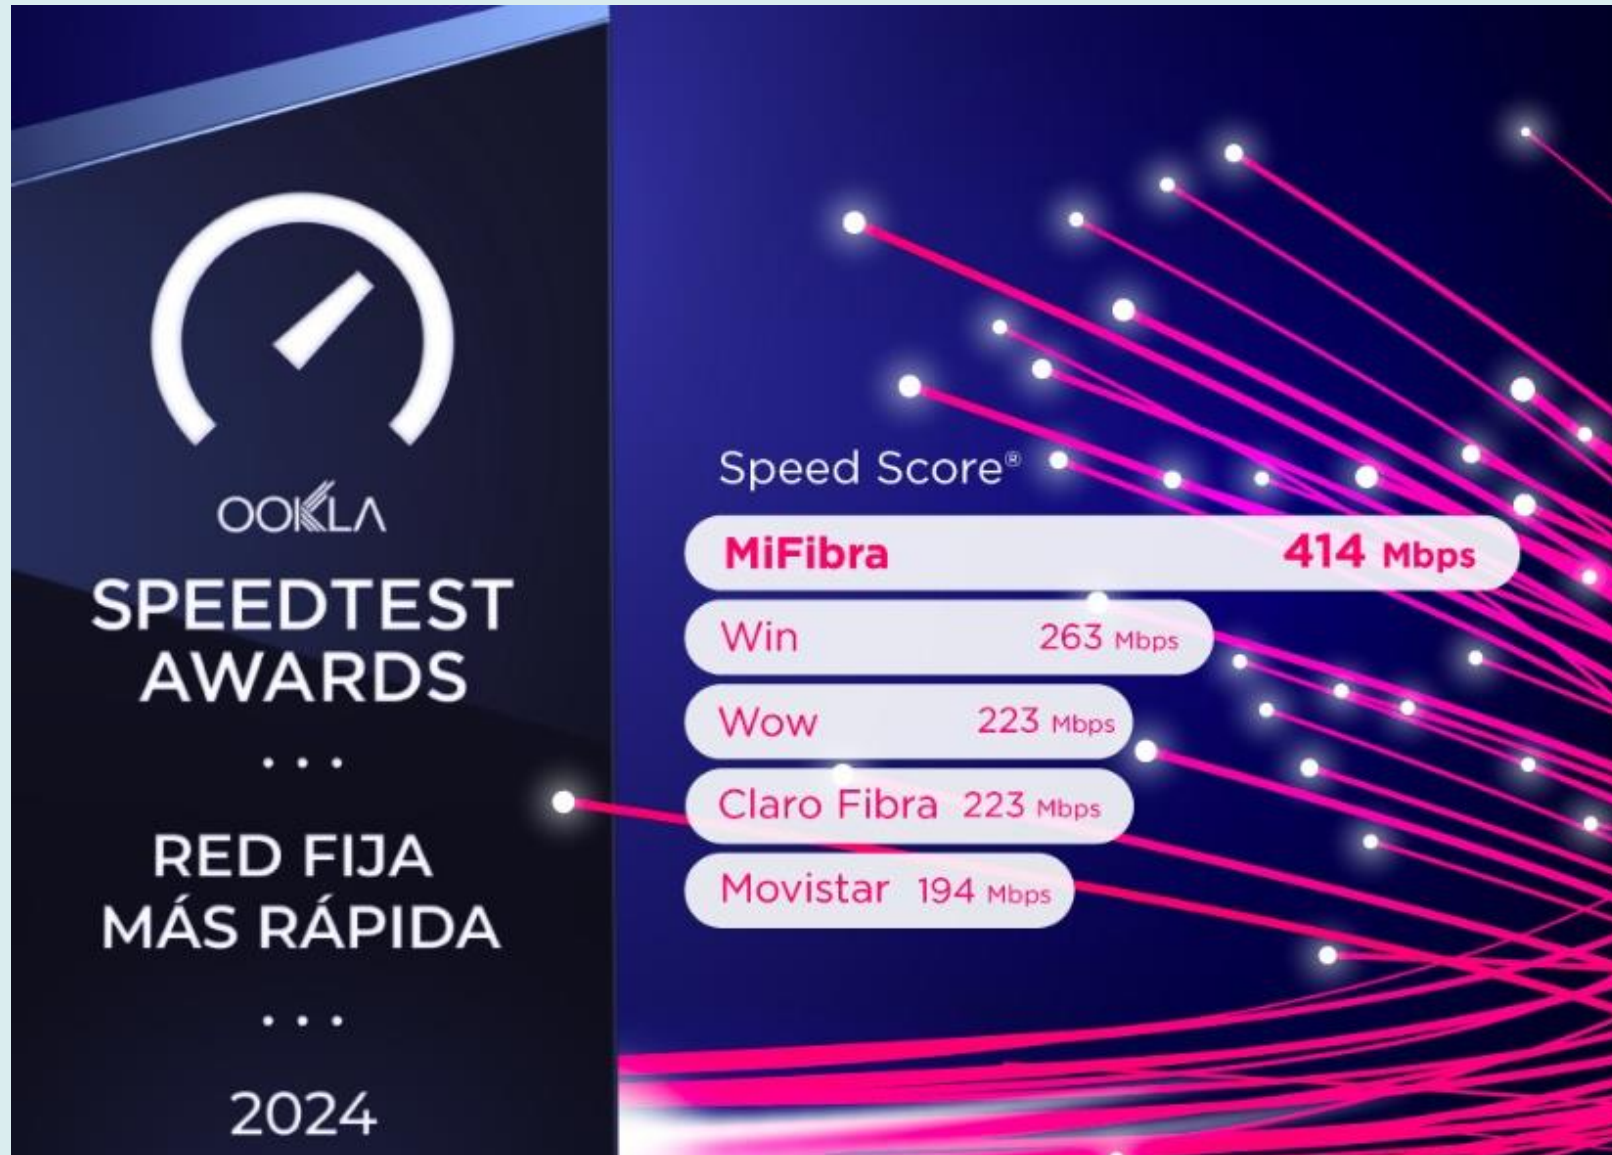 OOKLA
SPEEDTEST
AWARDS
...
RED FIJA
MÁS RÁPIDA
...
2024
Speed Score®
MiFibra 414 Mbps
Win 263 Mbps
Wow 223 Mbps
Claro Fibra 223 Mbps
Movistar 194 Mbps